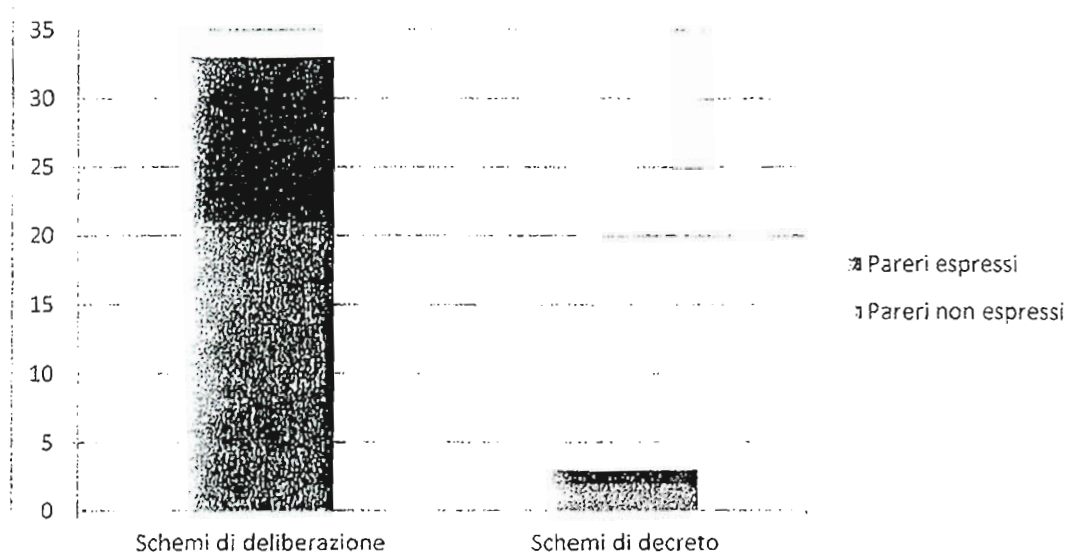 35
30
25
20
15
10
5
0
Schemi di deliberazione
Schemi di decreto
Pareri espressi
Pareri non espressi